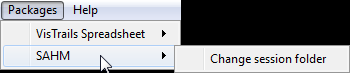 Packages Help
VisTrails Spreadsheet
SAHM
Change session folder